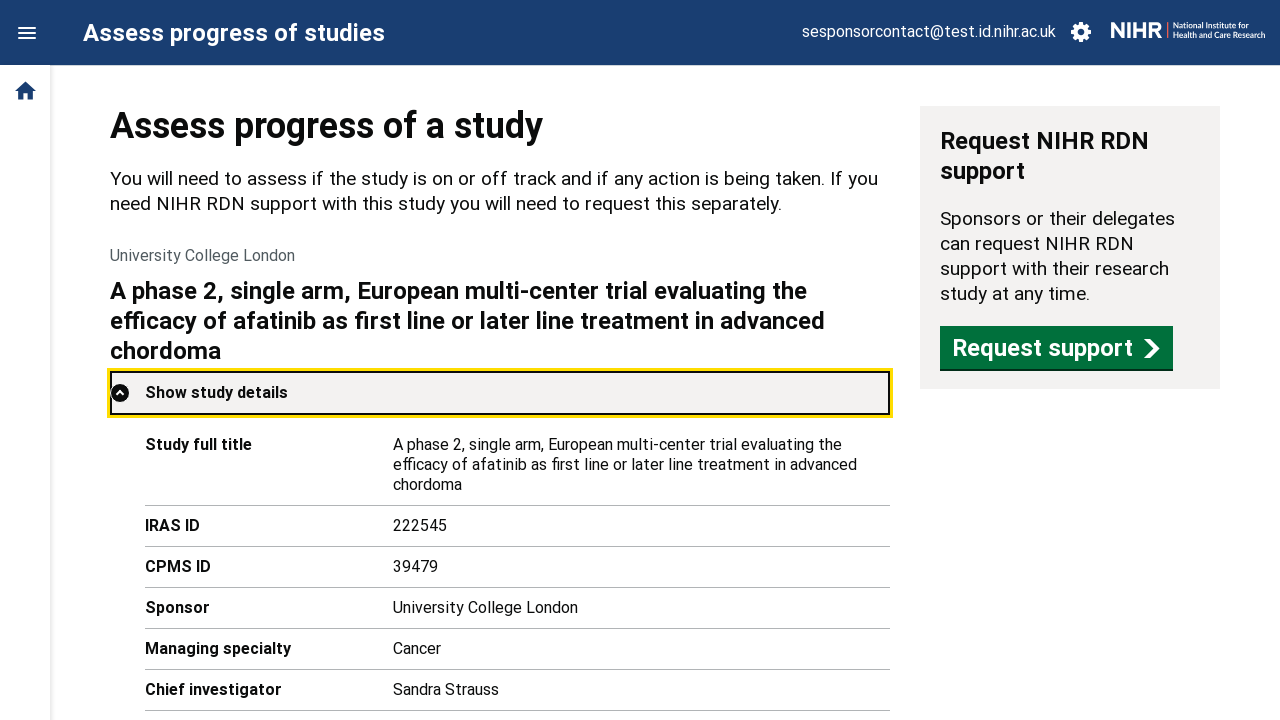 Assess progress of studies
sesponsorcontact@test.id.nihr.ac.uk
NIHR | National Institute for
Health and Care Research
Assess progress of a study
You will need to assess if the study is on or off track and if any action is being taken. If you
need NIHR RDN support with this study you will need to request this separately.
University College London
A phase 2, single arm, European multi-center trial evaluating the
efficacy of afatinib as first line or later line treatment in advanced
chordoma
Show study details
Study full title
A phase 2, single arm, European multi-center trial evaluating the
efficacy of afatinib as first line or later line treatment in advanced
chordoma
IRAS ID
222545
CPMS ID
39479
Sponsor
University College London
Managing specialty
Cancer
Chief investigator
Sandra Strauss
Request NIHR RDN
support
Sponsors or their delegates
can request NIHR RDN
support with their research
study at any time.
Request support